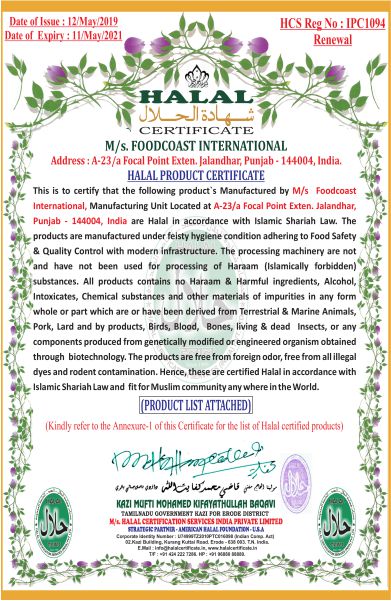 Date of Issue : 12/May/2019
Date of Expiry : 11/May/2021
HCS Reg No : IPC1094
Renewal
HALAL
شهادة الحلال
CERTIFICATE
M/s. FOODCOAST INTERNATIONAL
Address : A-23/a Focal Point Exten. Jalandhar, Punjab - 144004, India.
HALAL PRODUCT CERTIFICATE
This is to certify that the following product`s Manufactured by M/s Foodcoast
International, Manufacturing Unit Located at A-23/a Focal Point Exten. Jalandhar,
Punjab - 144004, India are Halal in accordance with Islamic Shariah Law. The
products are manufactured under feisty hygiene condition adhering to Food Safety
& Quality Control with modern infrastructure. The processing machinery are not
and have not been used for processing of Haraam (Islamically forbidden)
substances. All products contains no Haraam & Harmful ingredients, Alcohol,
Intoxicates, Chemical substances and other materials of impurities in any form
whole or part which are or have been derived from Terrestrial & Marine Animals,
Pork, Lard and by products, Birds, Blood, Bones, living & dead Insects, or any
components produced from genetically modified or engineered organism obtained
through biotechnology. The products are free from foreign odor, free from all illegal
dyes and rodent contamination. Hence, these are certified Halal in accordance with
Islamic Shariah Law and fit for Muslim community any where in the World.
(PRODUCT LIST ATTACHED)
(Kindly refer to the Annexure-1 of this Certificate for the list of Halal certified products)
KAZI MUFTI MOHAMED KIFAYATHULLAH BAQAVI
TAMILNADU GOVERNMENT KAZI FOR ERODE DISTRICT
M/s. HALAL CERTIFICATION SERVICES INDIA PRIVATE LIMITED
STRATEGIC PARTNER - AMERICAN HALAL FOUNDATION - U.S.A
Corporate Identity Number : U74999TZ2010PTC016098 (Indian Comp. Act)
02.Kazi Building, Kurang Kuttai Road, Erode - 638 003. T.N. India.
E.Mail : info@halalcertificate.in, www.halalcertificate.in
حلال
حلال